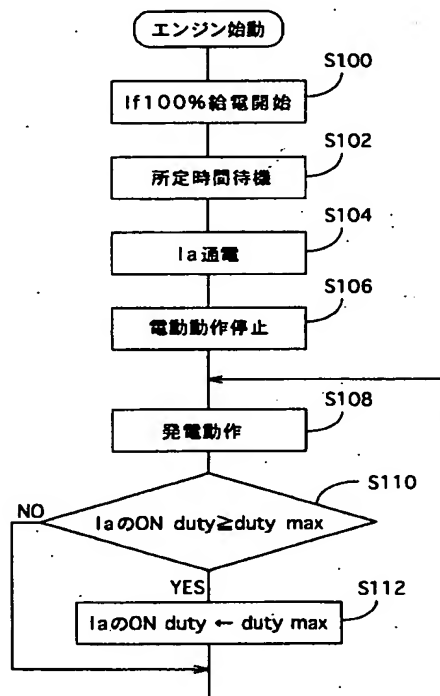 エンジン始動
S100
If100%給電開始
S102
所定時間待機
S104
Ia通電
S106
電動動作停止
S108
発電動作
S110
IaのON duty≧duty max
NO
YES
S112
IaのON duty ← duty max